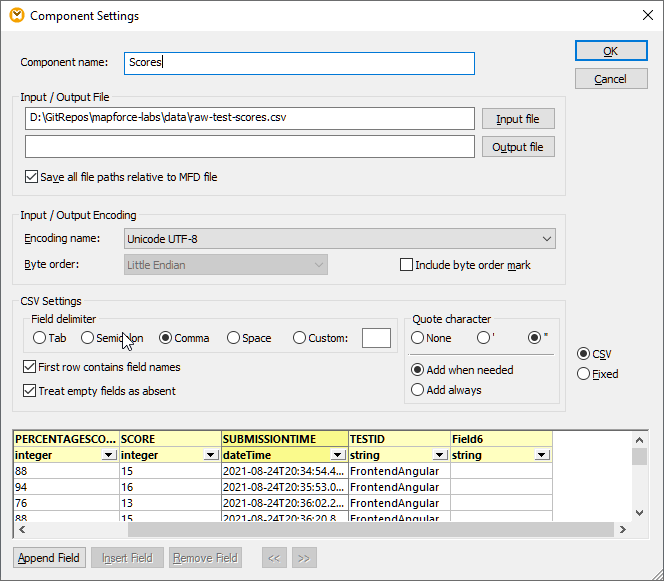 Component Settings
Component name: Scores
OK
Cancel
Input / Output File
D:\GitRepos\mapforce-labs\data\raw-test-scores.csv
Input file
Output file
Save all file paths relative to MFD file
Input / Output Encoding
Encoding name: Unicode UTF-8
Byte order: Little Endian Include byte order mark
CSV Settings
Field delimiter
Tab Semicolon Comma Space Custom:
Quote character
None ' "
First row contains field names
Treat empty fields as absent
Add when needed
Add always
CSV
Fixed
PERCENTAGESCO... SCORE SUBMISSIONTIME TESTID Field6
integer integer dateTime string string
88 15 2021-08-24T20:34:54.4... FrontendAngular
94 16 2021-08-24T20:35:53.0... FrontendAngular
76 13 2021-08-24T20:36:02.2... FrontendAngular
88 15 2021-08-24T20:36:20.8... FrontendAngular
Append Field Insert Field Remove Field << >>